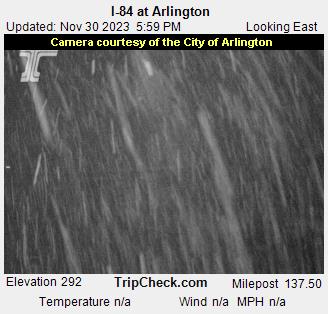 I-84 at Arlington
Updated: Nov 30 2023 5:59 PM Looking East
Camera courtesy of the City of Arlington
Elevation 292 TripCheck.com Milepost 137.50
Temperature n/a Wind n/a MPH n/a